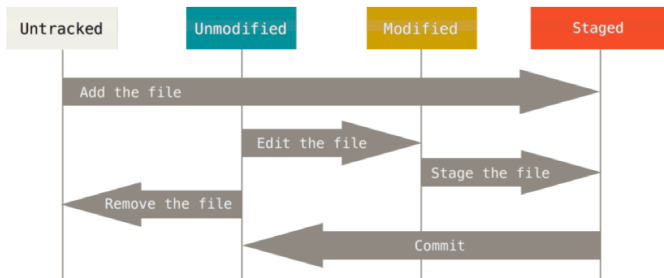 Untracked
Unmodified
Modified
Staged
Add the file
Edit the file
Stage the file
Remove the file
Commit